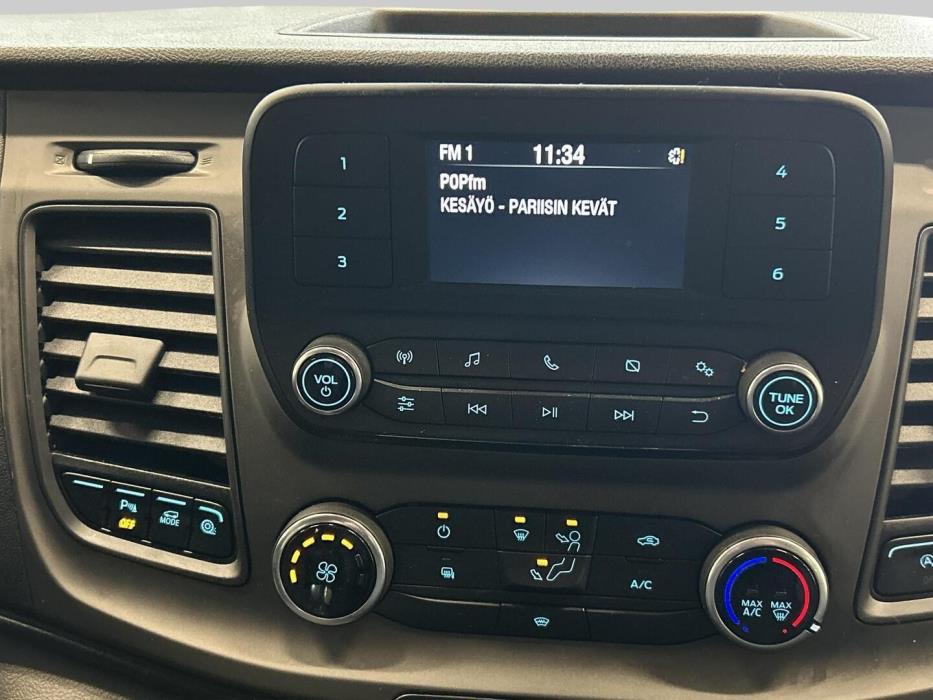 FM 1 11:34
POPfm
KESÄYÖ - PARIISIN KEVÄT
1
2
3
4
5
6
VOL
TUNE
OK
P
OFF
MODE
A/C
MAX
A/C
MAX